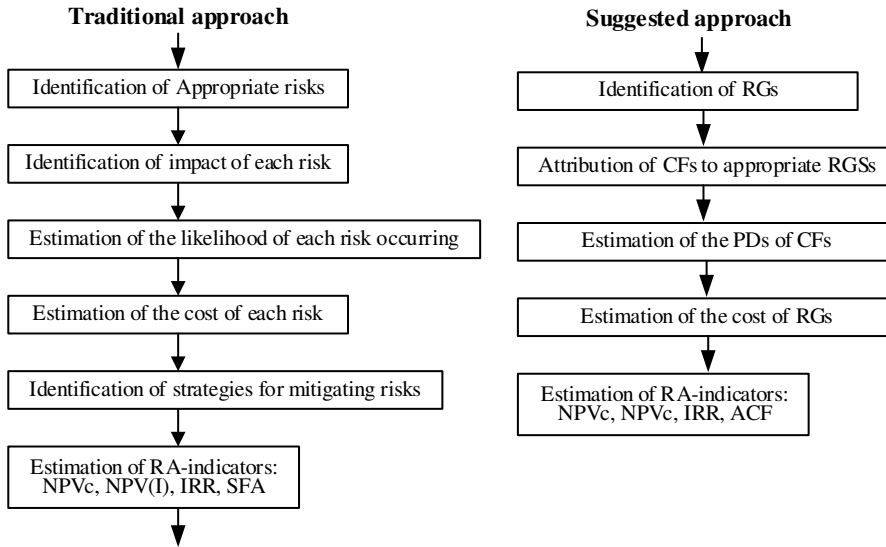 Traditional approach
Identification of Appropriate risks
Identification of impact of each risk
Estimation of the likelihood of each risk occurring
Estimation of the cost of each risk
Identification of strategies for mitigating risks
Estimation of RA-indicators:
NPVc, NPV(I), IRR, SFA
Suggested approach
Identification of RGs
Attribution of CFs to appropriate RGSs
Estimation of the PDs of CFs
Estimation of the cost of RGs
Estimation of RA-indicators:
NPVc, NPVc, IRR, ACF